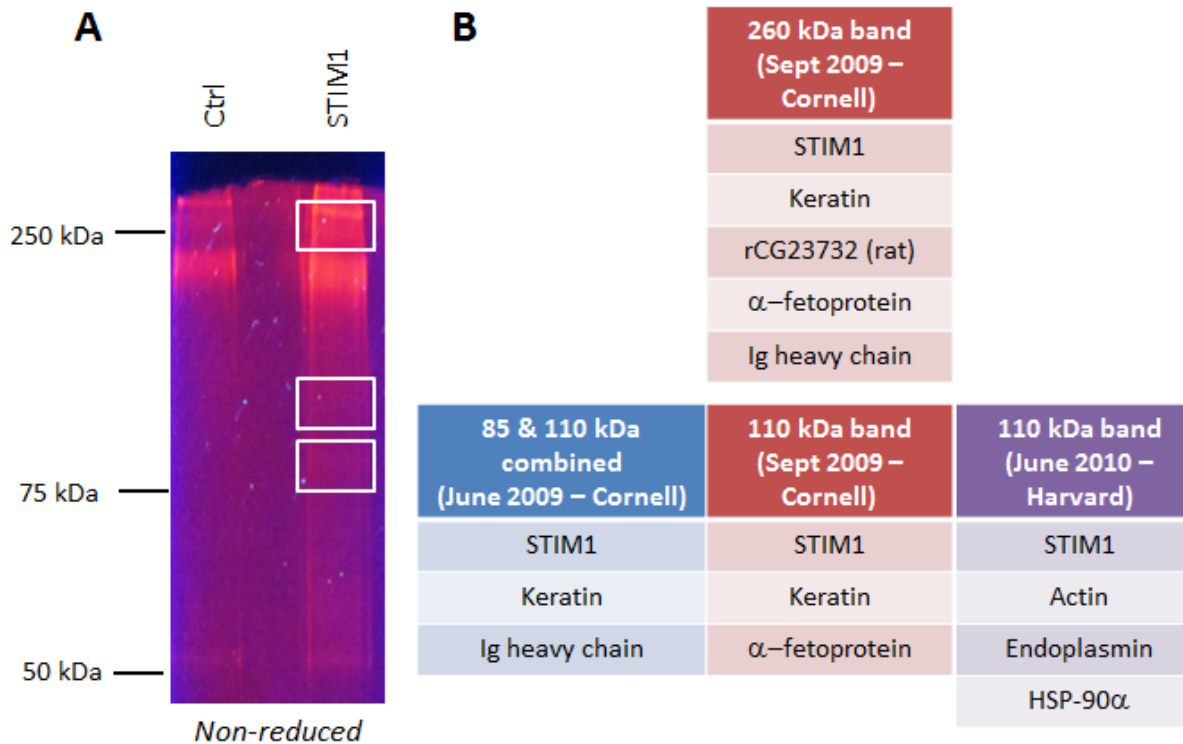 A
Ctrl
STIM1
250 kDa
75 kDa
50 kDa
Non-reduced
B
260 kDa band
(Sept 2009 –
Cornell)
STIM1
Keratin
rCG23732 (rat)
α–fetoprotein
Ig heavy chain
85 & 110 kDa
combined
(June 2009 – Cornell)
STIM1
Keratin
Ig heavy chain
110 kDa band
(Sept 2009 –
Cornell)
STIM1
Keratin
α–fetoprotein
110 kDa band
(June 2010 –
Harvard)
STIM1
Actin
Endoplasmin
HSP-90α